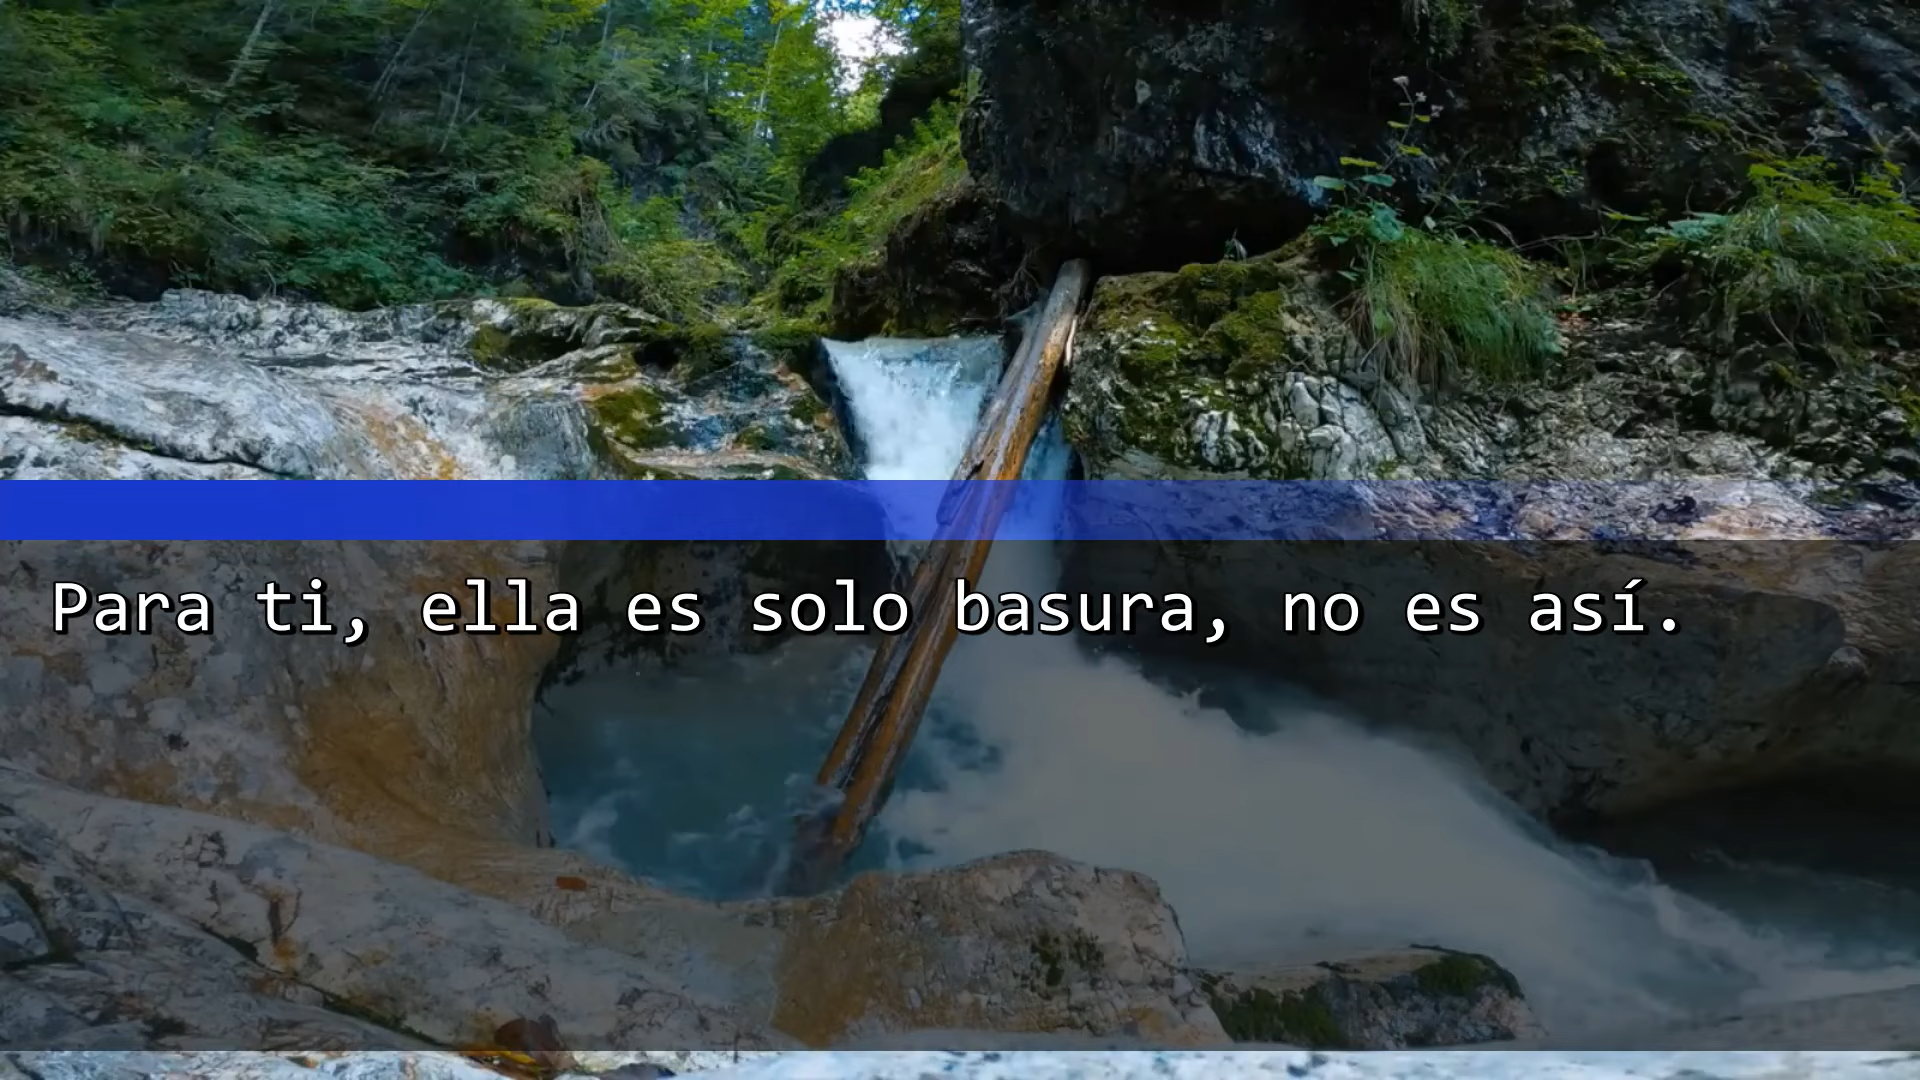 Para ti, ella es solo basura, no es así.